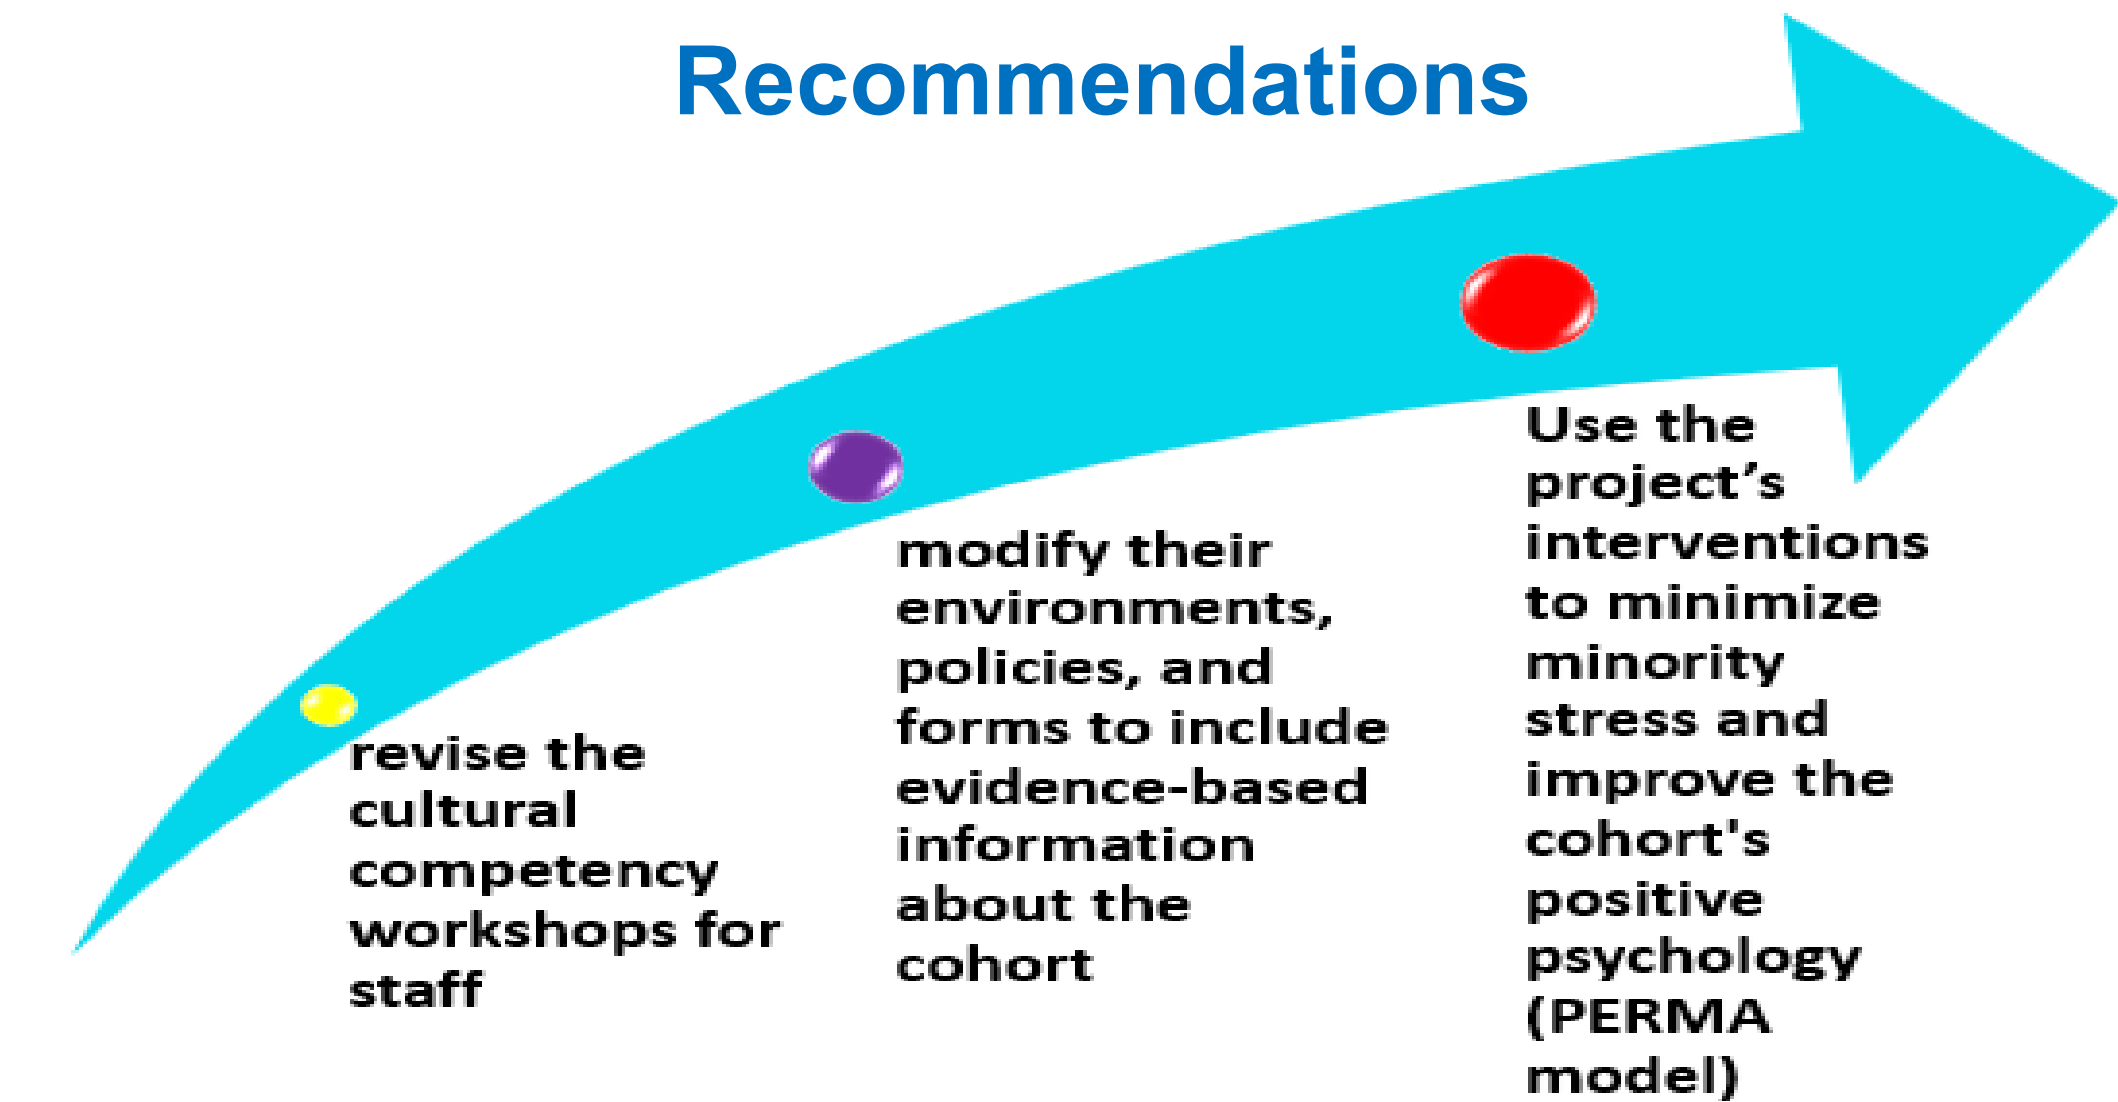 Recommendations
revise the
cultural
competency
workshops for
staff
modify their
environments,
policies, and
forms to include
evidence-based
information
about the
cohort
Use the
project’s
interventions
to minimize
minority
stress and
improve the
cohort's
positive
psychology
(PERMA
model)